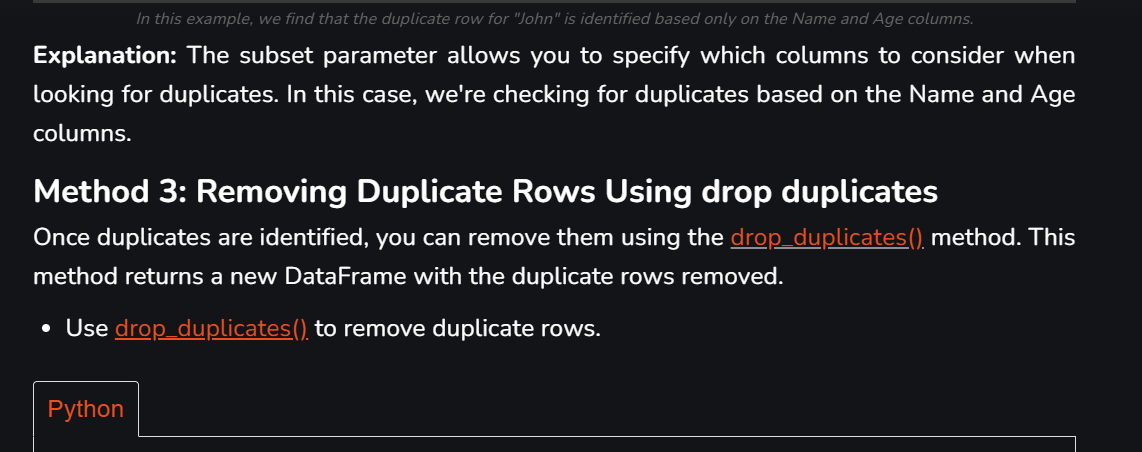 In this example, we find that the duplicate row for "John" is identified based only on the Name and Age columns.
Explanation: The subset parameter allows you to specify which columns to consider when
looking for duplicates. In this case, we're checking for duplicates based on the Name and Age
columns.
Method 3: Removing Duplicate Rows Using drop duplicates
Once duplicates are identified, you can remove them using the drop_duplicates() method. This
method returns a new DataFrame with the duplicate rows removed.
• Use drop_duplicates() to remove duplicate rows.
Python